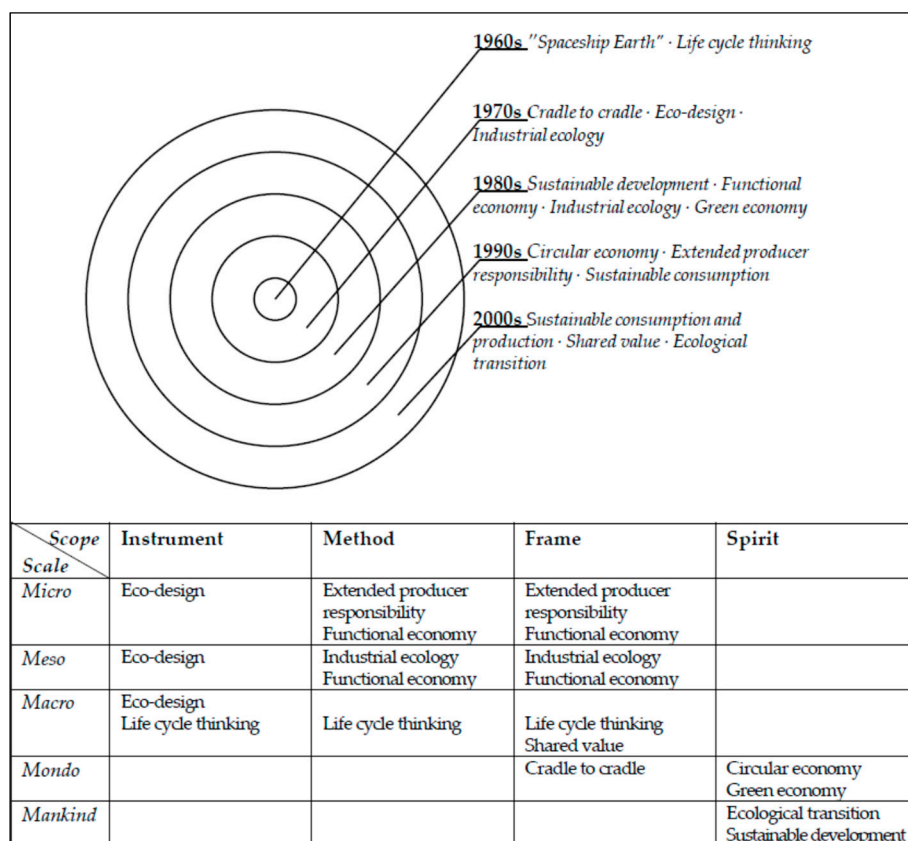 1960s "Spaceship Earth" · Life cycle thinking
1970s Cradle to cradle · Eco-design ·
Industrial ecology
1980s Sustainable development · Functional
economy · Industrial ecology · Green economy
1990s Circular economy · Extended producer
responsibility · Sustainable consumption
2000s Sustainable consumption and
production · Shared value · Ecological
transition
Scope Instrument Method Frame Spirit
Scale
Micro Eco-design Extended producer Extended producer
responsibility responsibility
Functional economy Functional economy
Meso Eco-design Industrial ecology Industrial ecology
Functional economy Functional economy
Macro Eco-design
Life cycle thinking Life cycle thinking Life cycle thinking
Shared value
Mondo Cradle to cradle Circular economy
Green economy
Mankind Ecological transition
Sustainable development